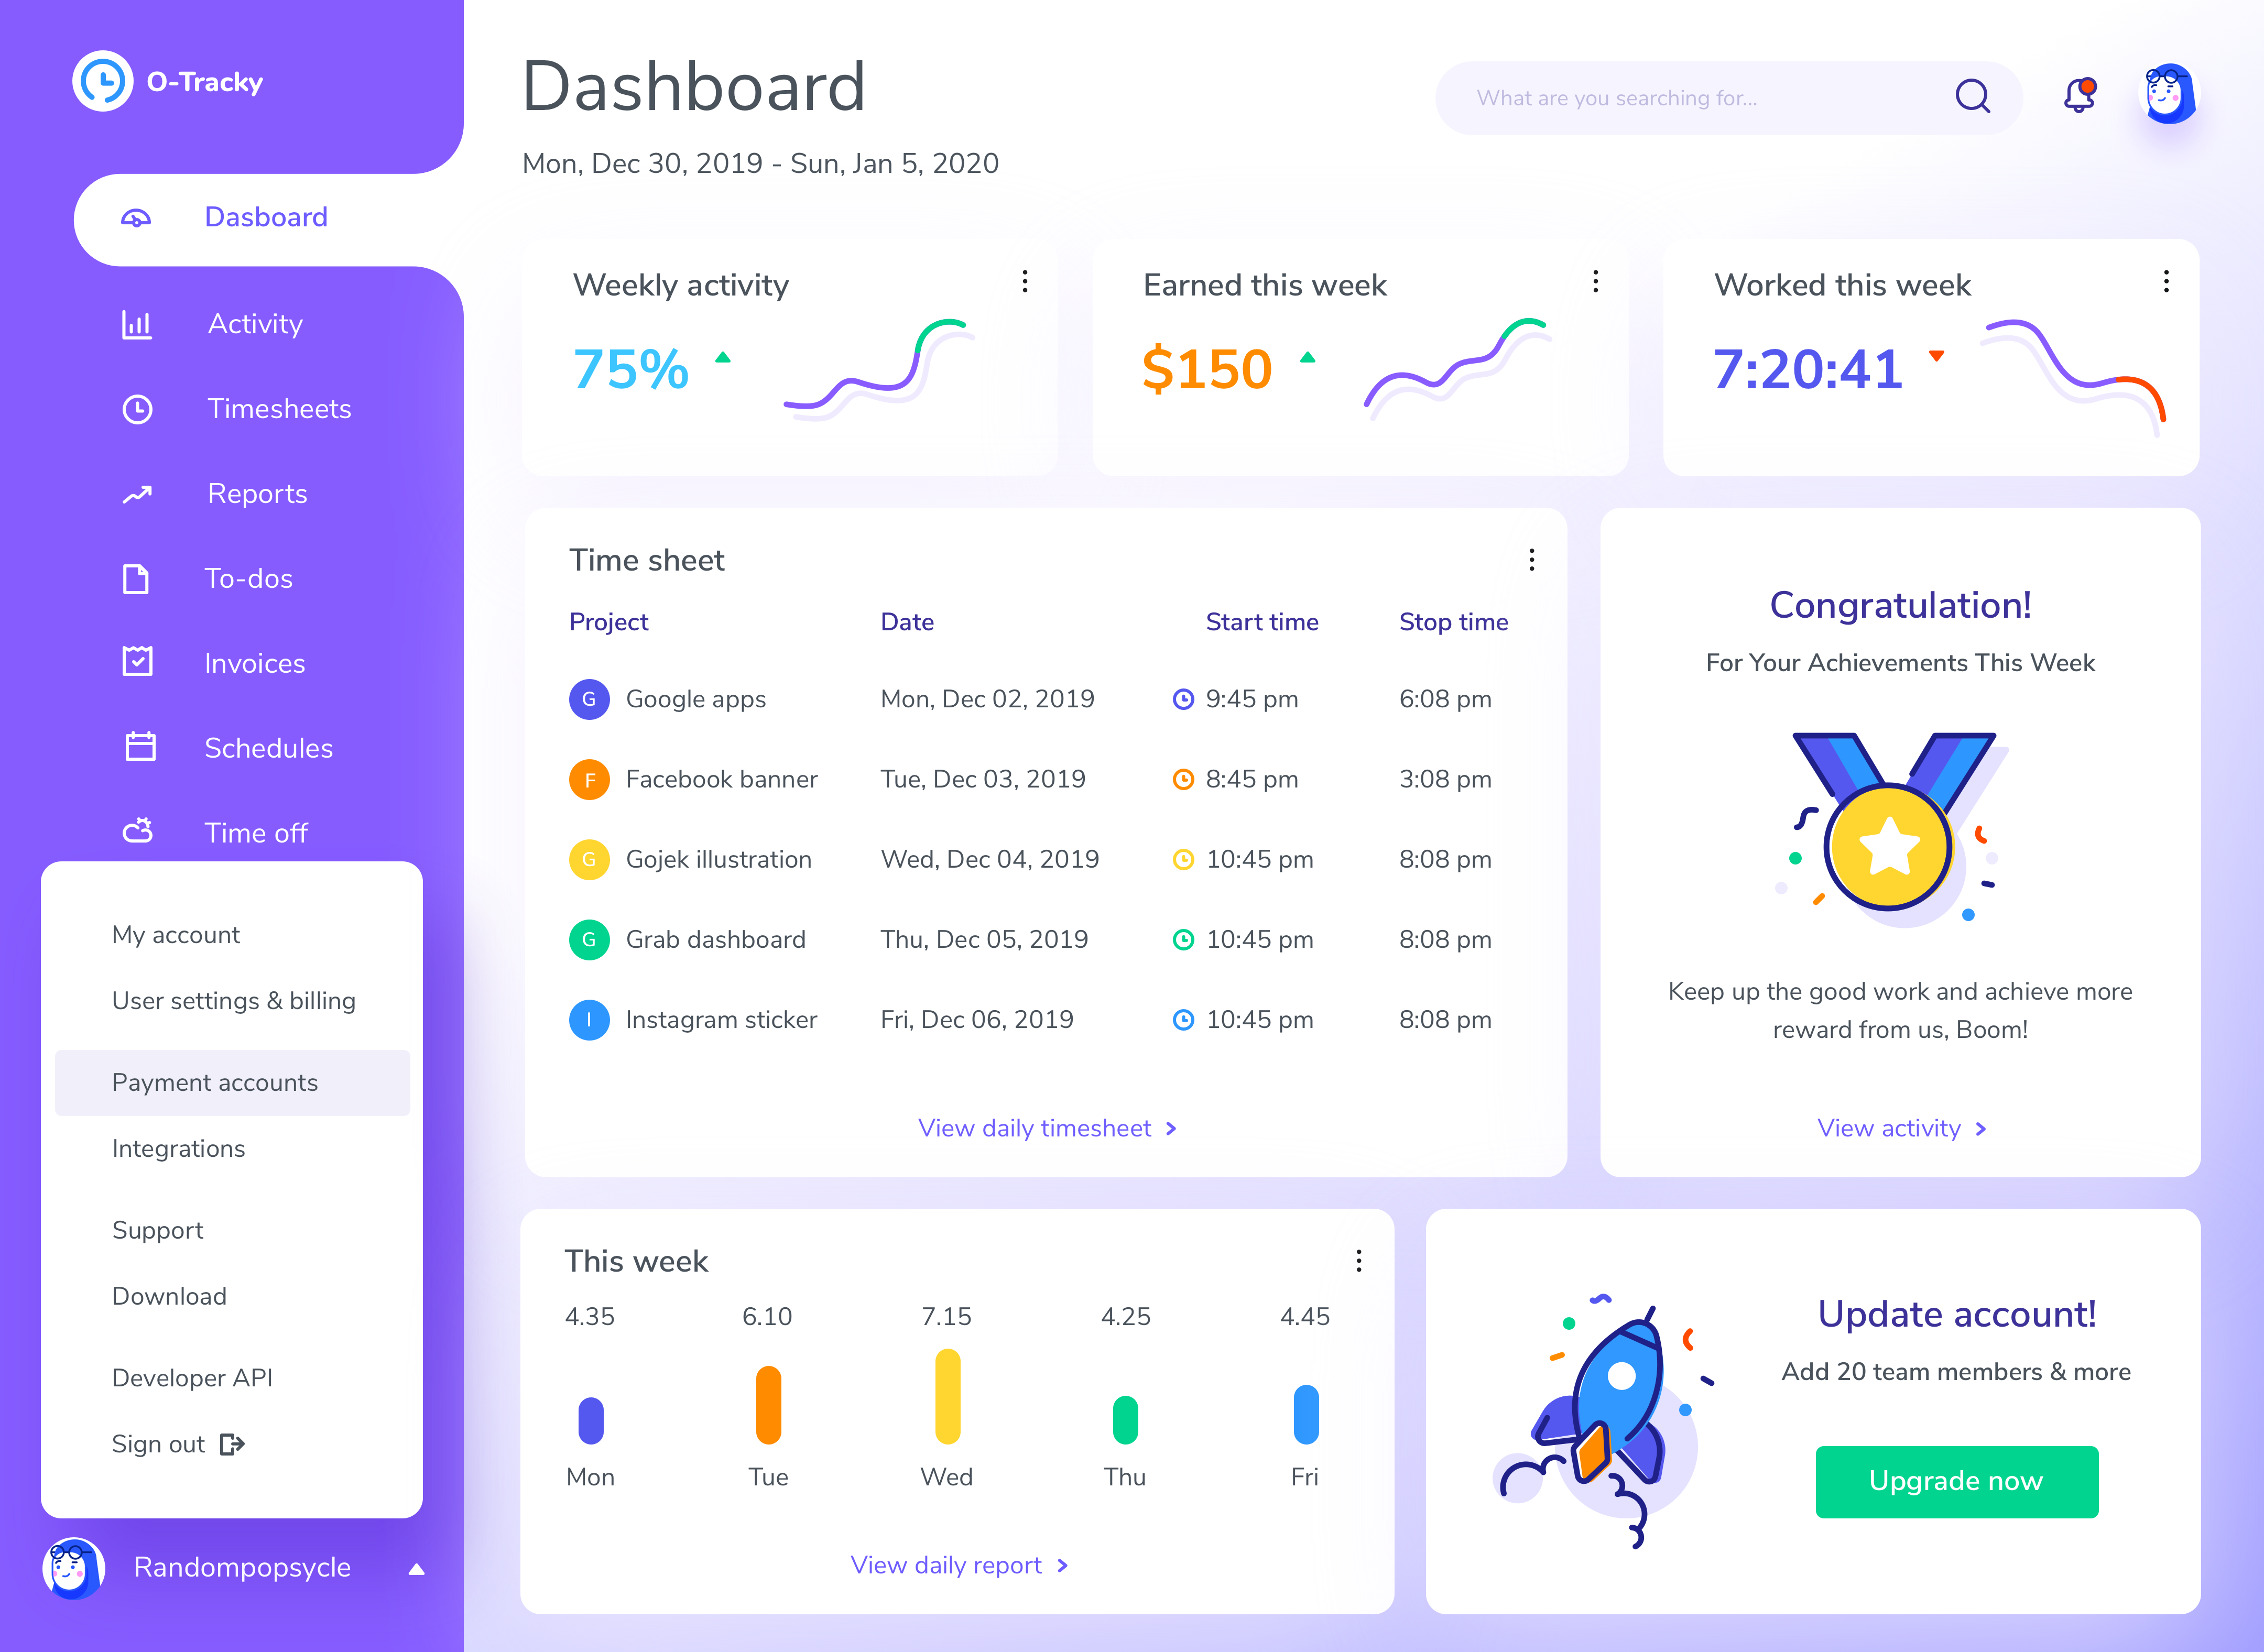 O-Tracky
Dasboard
Activity
Timesheets
Reports
To-dos
Invoices
Schedules
Time off
My account
User settings & billing
Payment accounts
Integrations
Support
Download
Developer API
Sign out
Randompopsycle
Dashboard
Mon, Dec 30, 2019 - Sun, Jan 5, 2020
What are you searching for...
Weekly activity
75%
Earned this week
$150
Worked this week
7:20:41
Time sheet
Project Date Start time Stop time
G Google apps Mon, Dec 02, 2019 9:45 pm 6:08 pm
F Facebook banner Tue, Dec 03, 2019 8:45 pm 3:08 pm
G Gojek illustration Wed, Dec 04, 2019 10:45 pm 8:08 pm
G Grab dashboard Thu, Dec 05, 2019 10:45 pm 8:08 pm
I Instagram sticker Fri, Dec 06, 2019 10:45 pm 8:08 pm
View daily timesheet
Congratulation!
For Your Achievements This Week
Keep up the good work and achieve more
reward from us, Boom!
View activity
This week
4.35 6.10 7.15 4.25 4.45
Mon Tue Wed Thu Fri
View daily report
Update account!
Add 20 team members & more
Upgrade now